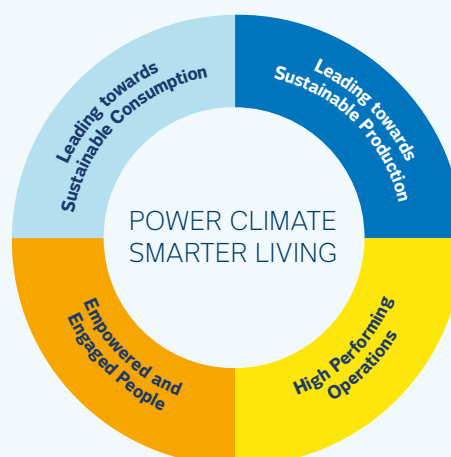 Leading towards
Sustainable Consumption
Leading towards
Sustainable Production
POWER CLIMATE
SMARTER LIVING
Empowered and
Engaged People
High Performing
Operations